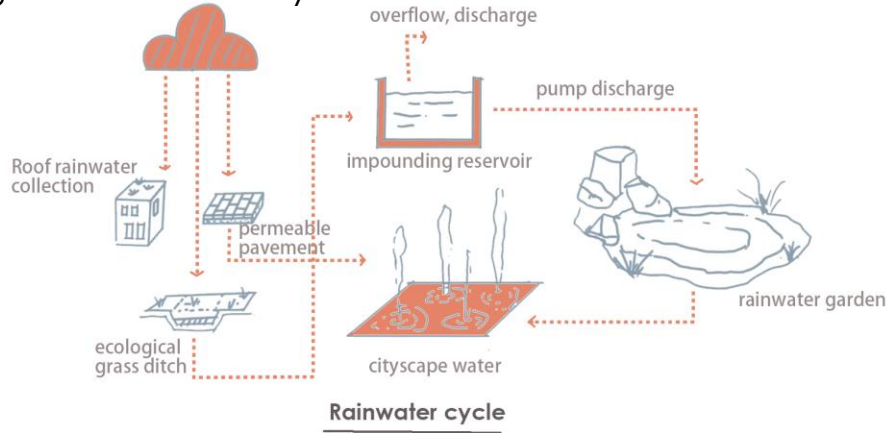 overflow, discharge
pump discharge
Roof rainwater
collection
impounding reservoir
permeable
pavement
rainwater garden
ecological
grass ditch
cityscape water
Rainwater cycle